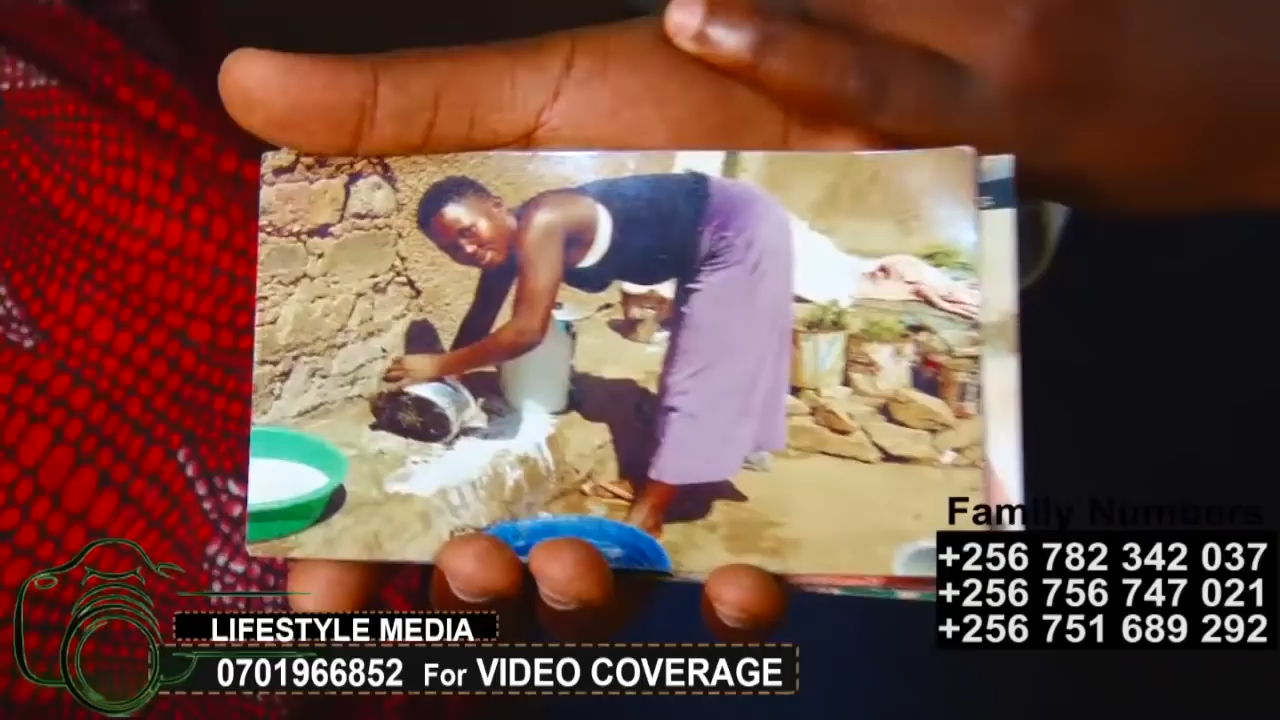 Family Numbers
+256 782 342 037
+256 756 747 021
+256 751 689 292
LIFESTYLE MEDIA
0701966852 For VIDEO COVERAGE